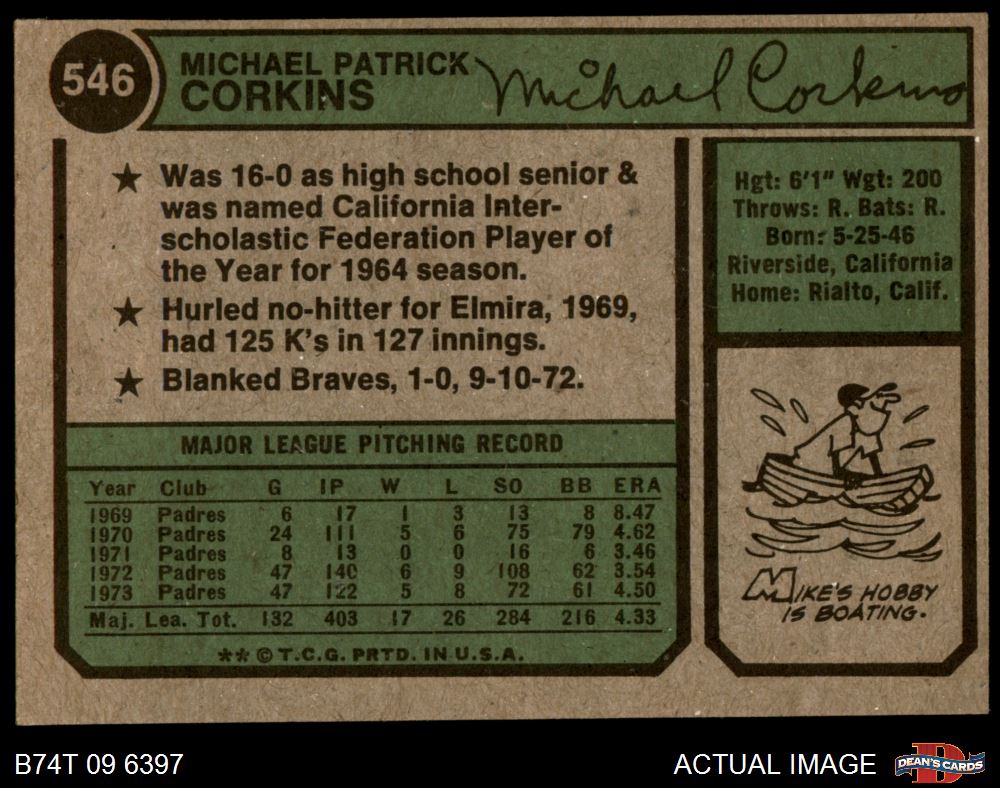 546
MICHAEL PATRICK
CORKINS
Michael Corkins
★ Was 16-0 as high school senior &
was named California Inter-
scholastic Federation Player of
the Year for 1964 season.
★ Hurled no-hitter for Elmira, 1969,
had 125 K's in 127 innings.
★ Blanked Braves, 1-0, 9-10-72.
Hgt: 6'1" Wgt: 200
Throws: R. Bats: R.
Born: 5-25-46
Riverside, California
Home: Rialto, Calif.
MAJOR LEAGUE PITCHING RECORD
Year Club G IP W L SO BB ERA
1969 Padres 6 17 1 3 13 8 8.47
1970 Padres 24 111 5 6 75 79 4.62
1971 Padres 8 13 0 0 16 6 3.46
1972 Padres 47 140 6 9 108 62 3.54
1973 Padres 47 122 5 8 72 61 4.50
Maj. Lea. Tot. 132 403 17 26 284 216 4.33
** © T.C.G. PRTD. IN U.S.A.
MIKE'S HOBBY
IS BOATING.
B74T 09 6397
ACTUAL IMAGE
DEAN'S CARDS